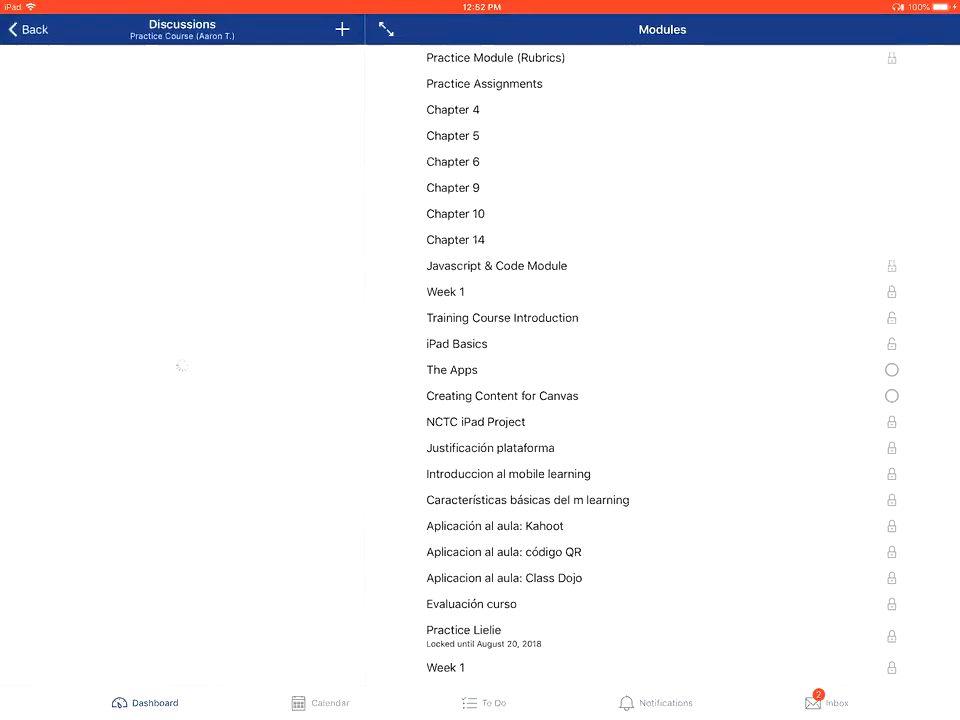 iPad 12:52 PM 100%
Back Discussions Modules
Practice Course (Aaron T.)
Practice Module (Rubrics)
Practice Assignments
Chapter 4
Chapter 5
Chapter 6
Chapter 9
Chapter 10
Chapter 14
Javascript & Code Module
Week 1
Training Course Introduction
iPad Basics
The Apps
Creating Content for Canvas
NCTC iPad Project
Justificación plataforma
Introduccion al mobile learning
Características básicas del m learning
Aplicación al aula: Kahoot
Aplicacion al aula: código QR
Aplicacion al aula: Class Dojo
Evaluación curso
Practice Lielie
Locked until August 20, 2018
Week 1
Dashboard Calendar To Do Notifications 2 Inbox